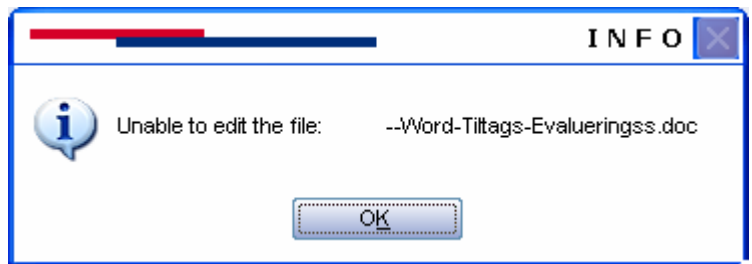 INFO
Unable to edit the file: --Word-Tiltags-Evalueringss.doc
OK